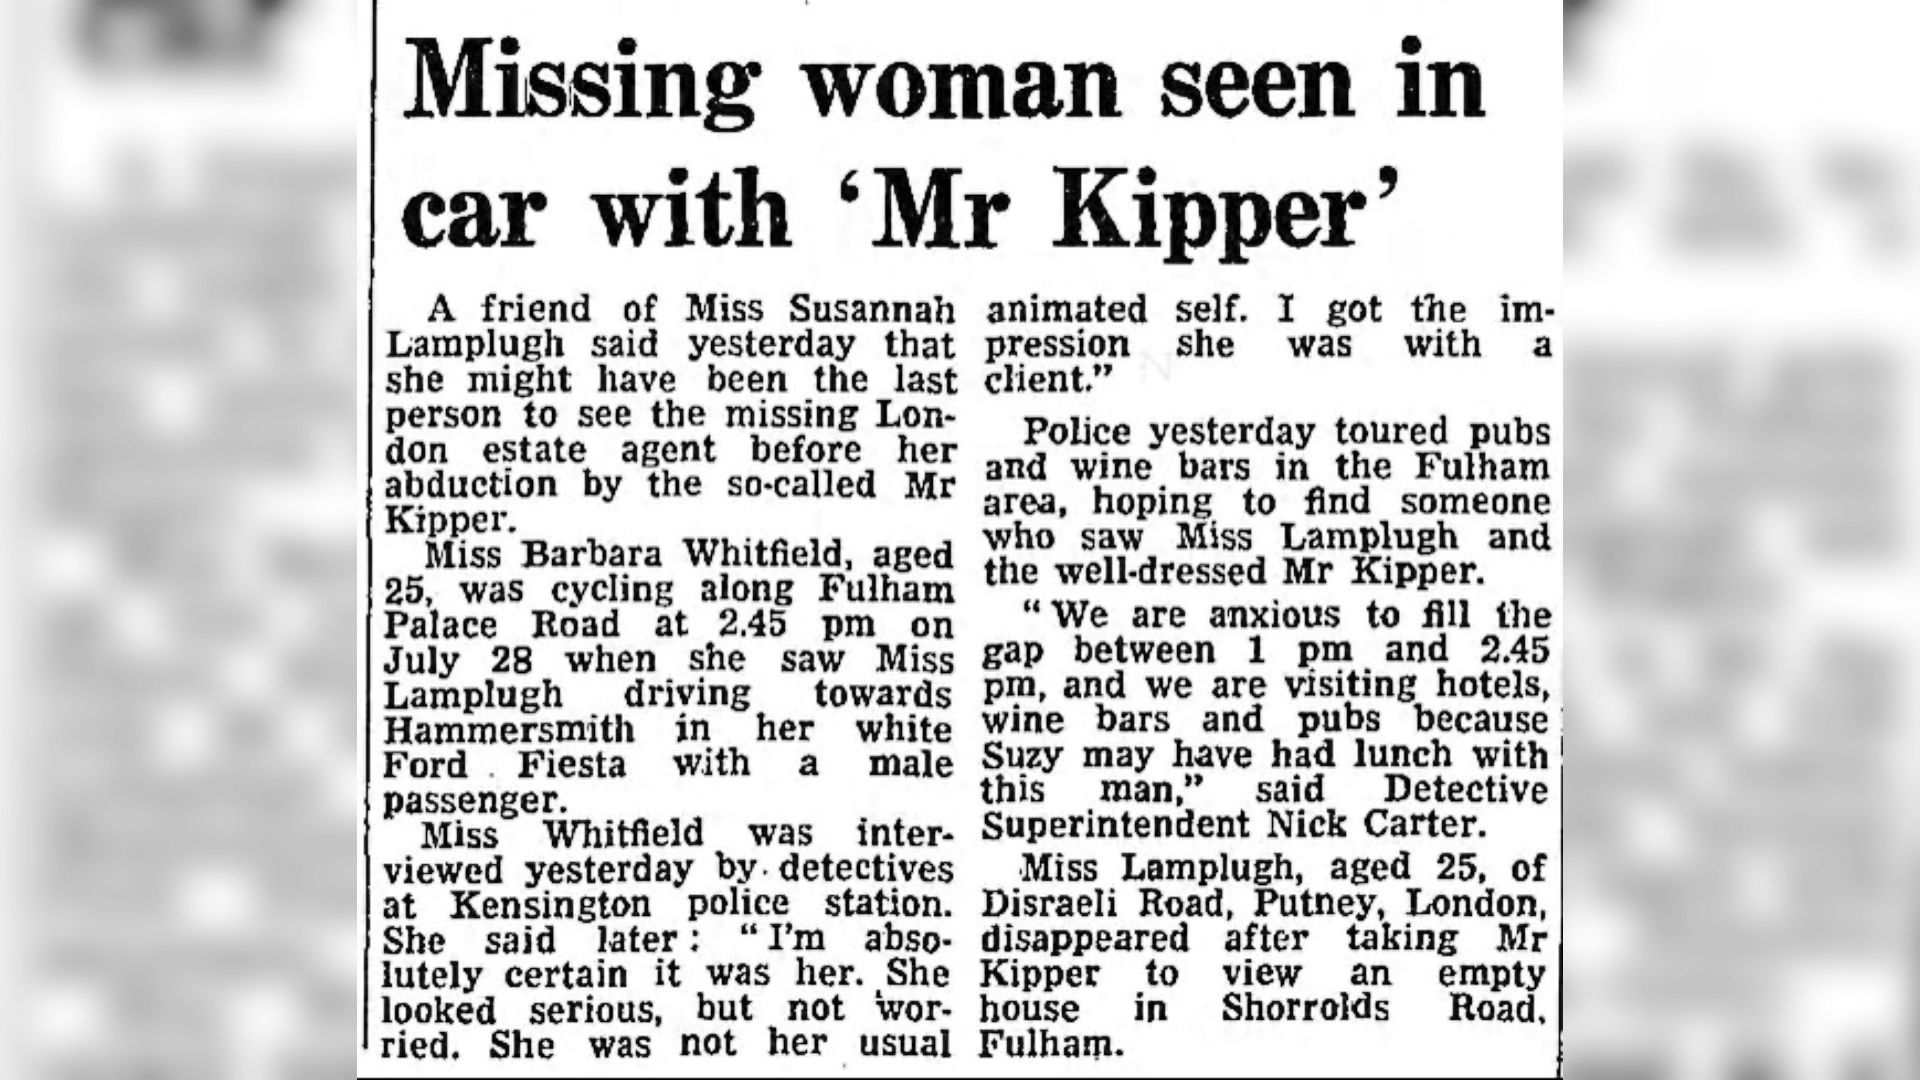 Missing woman seen in
car with ‘Mr Kipper’
A friend of Miss Susannah
Lamplugh said yesterday that
she might have been the last
person to see the missing Lon-
don estate agent before her
abduction by the so-called Mr
Kipper.
Miss Barbara Whitfield, aged
25, was cycling along Fulham
Palace Road at 2.45 pm on
July 28 when she saw Miss
Lamplugh driving towards
Hammersmith in her white
Ford Fiesta with a male
passenger.
Miss Whitfield was inter-
viewed yesterday by detectives
at Kensington police station.
She said later: “I'm abso-
lutely certain it was her. She
looked serious, but not wor-
ried. She was not her usual
animated self. I got the im-
pression she was with a
client.”
Police yesterday toured pubs
and wine bars in the Fulham
area, hoping to find someone
who saw Miss Lamplugh and
the well-dressed Mr Kipper.
“We are anxious to fill the
gap between 1 pm and 2.45
pm, and we are visiting hotels,
wine bars and pubs because
Suzy may have had lunch with
this man,” said Detective
Superintendent Nick Carter.
Miss Lamplugh, aged 25, of
Disraeli Road, Putney, London,
disappeared after taking Mr
Kipper to view an empty
house in Shorrolds Road,
Fulham.